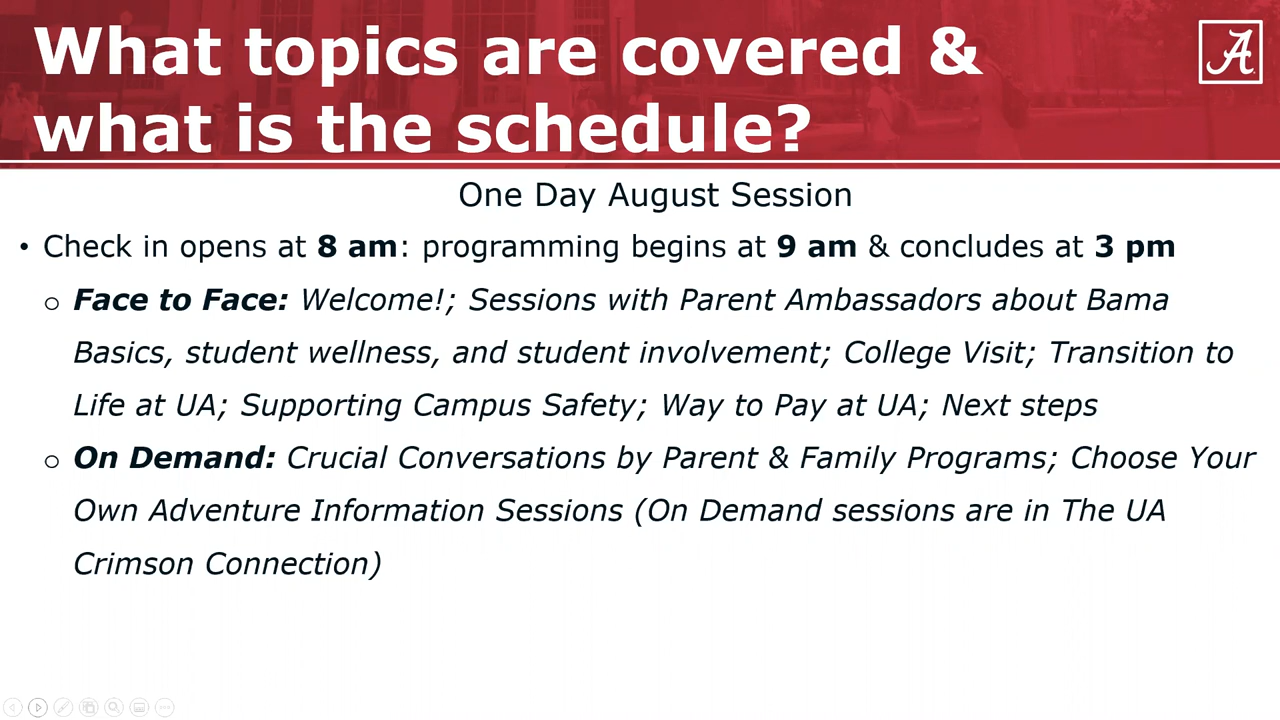 What topics are covered &
what is the schedule?
A
One Day August Session
• Check in opens at 8 am: programming begins at 9 am & concludes at 3 pm
o Face to Face: Welcome!; Sessions with Parent Ambassadors about Bama
Basics, student wellness, and student involvement; College Visit; Transition to
Life at UA; Supporting Campus Safety; Way to Pay at UA; Next steps
o On Demand: Crucial Conversations by Parent & Family Programs; Choose Your
Own Adventure Information Sessions (On Demand sessions are in The UA
Crimson Connection)